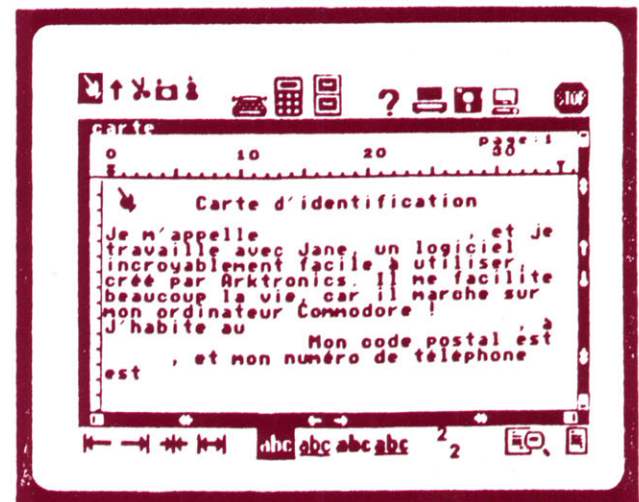 ? STOP
carte
page:1
0 10 20 30
Carte d'identification
Je m'appelle , et je
travaille avec Jane, un logiciel
incroyablement facile à utiliser,
créé par Arktronics. Il me facilite
beaucoup la vie, car il marche sur
mon ordinateur Commodore !
J'habite au , à
Mon code postal est
, et mon numéro de téléphone
est
abc abc abc abc 2 2